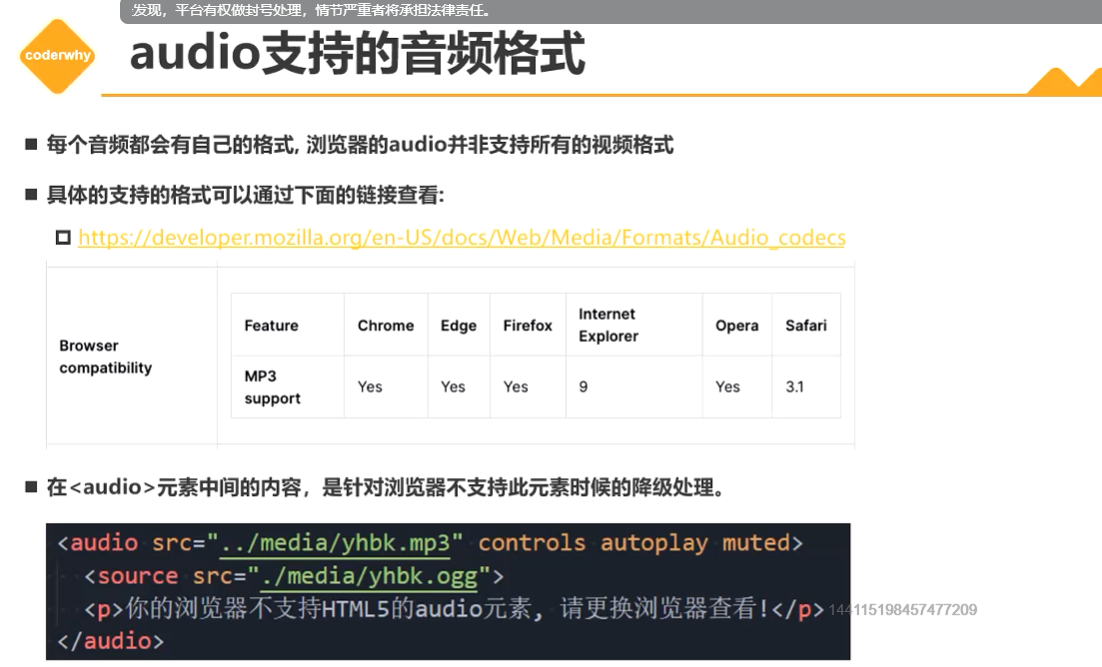 发现，平台有权做封号处理，情节严重者将承担法律责任。
coderwhy
audio支持的音频格式
每个音频都会有自己的格式, 浏览器的audio并非支持所有的视频格式
具体的支持的格式可以通过下面的链接查看:
https://developer.mozilla.org/en-US/docs/Web/Media/Formats/Audio_codecs
Browser compatibility
Feature Chrome Edge Firefox Internet Explorer Opera Safari
MP3 support Yes Yes Yes 9 Yes 3.1
在<audio>元素中间的内容，是针对浏览器不支持此元素时候的降级处理。
<audio src="../media/yhbk.mp3" controls autoplay muted>
<source src="./media/yhbk.ogg">
<p>你的浏览器不支持HTML5的audio元素, 请更换浏览器查看!</p>
144115198457477209
</audio>